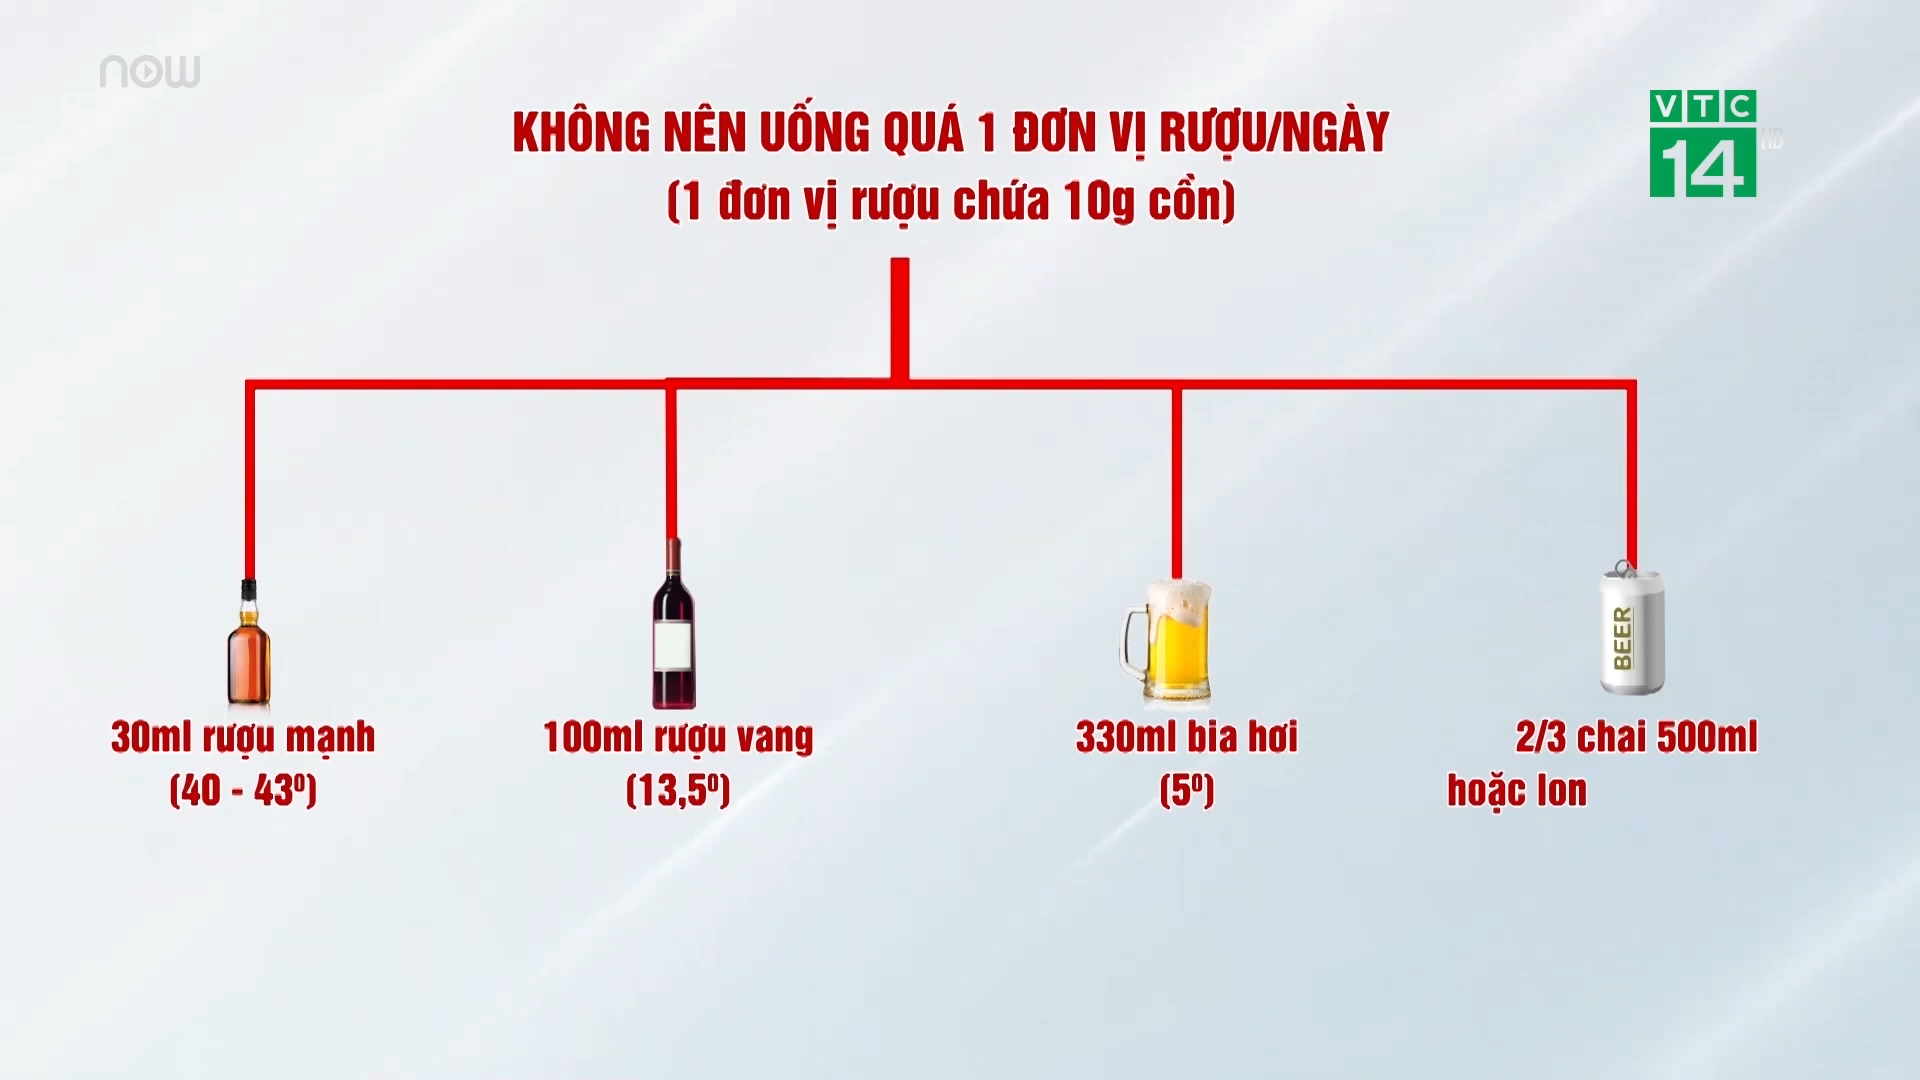 now
VTC
14 HD
KHÔNG NÊN UỐNG QUÁ 1 ĐƠN VỊ RƯỢU/NGÀY
(1 đơn vị rượu chứa 10g cồn)
BEER
30ml rượu mạnh
(40 - 43⁰)
100ml rượu vang
(13,5⁰)
330ml bia hơi
(5⁰)
2/3 chai 500ml
hoặc lon